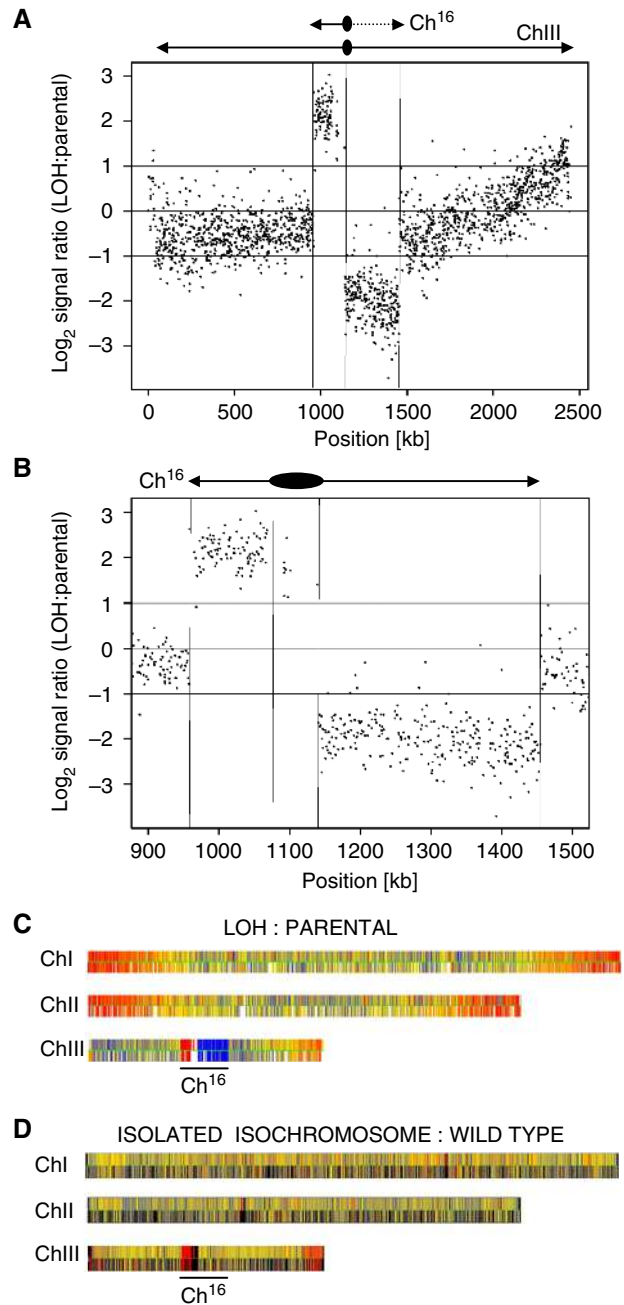 A
Ch16
ChIII
Log2 signal ratio (LOH:parental)
3
2
1
0
−1
−2
−3
0 500 1000 1500 2000 2500
Position [kb]
B
Ch16
Log2 signal ratio (LOH:parental)
3
2
1
0
−1
−2
−3
900 1000 1100 1200 1300 1400 1500
Position [kb]
C
LOH : PARENTAL
ChI
ChII
ChIII
Ch16
D
ISOLATED ISOCHROMOSOME : WILD TYPE
ChI
ChII
ChIII
Ch16